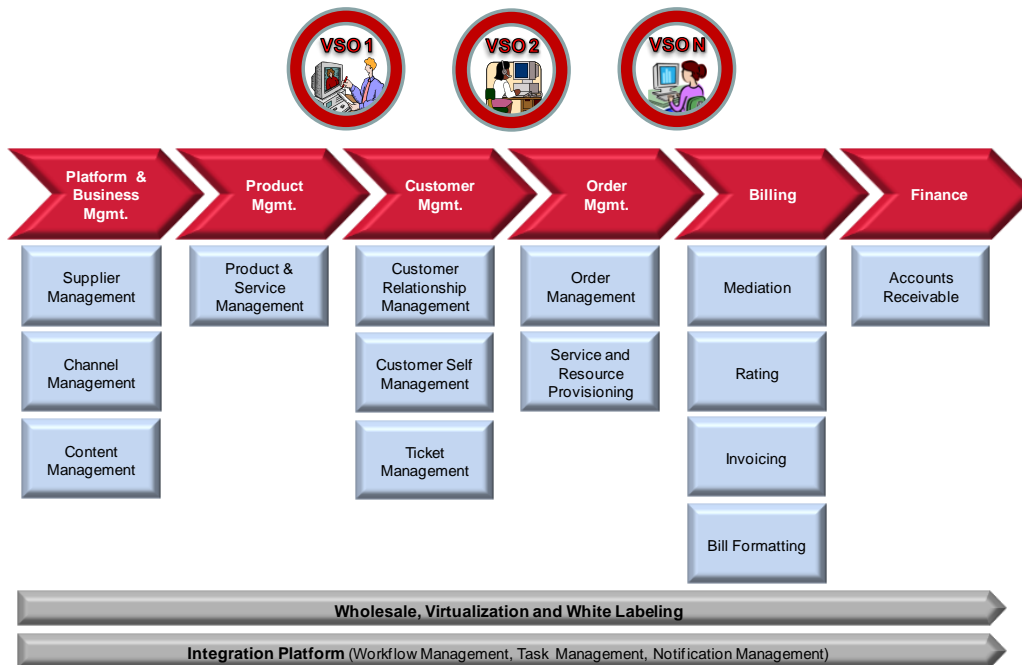 VSO 1
VSO 2
VSO N
Platform &
Business
Mgmt.
Product
Mgmt.
Customer
Mgmt.
Order
Mgmt.
Billing
Finance
Supplier
Management
Product &
Service
Management
Customer
Relationship
Management
Order
Management
Mediation
Accounts
Receivable
Channel
Management
Customer Self
Management
Service and
Resource
Provisioning
Rating
Content
Management
Ticket
Management
Invoicing
Bill Formatting
Wholesale, Virtualization and White Labeling
Integration Platform (Workflow Management, Task Management, Notification Management)